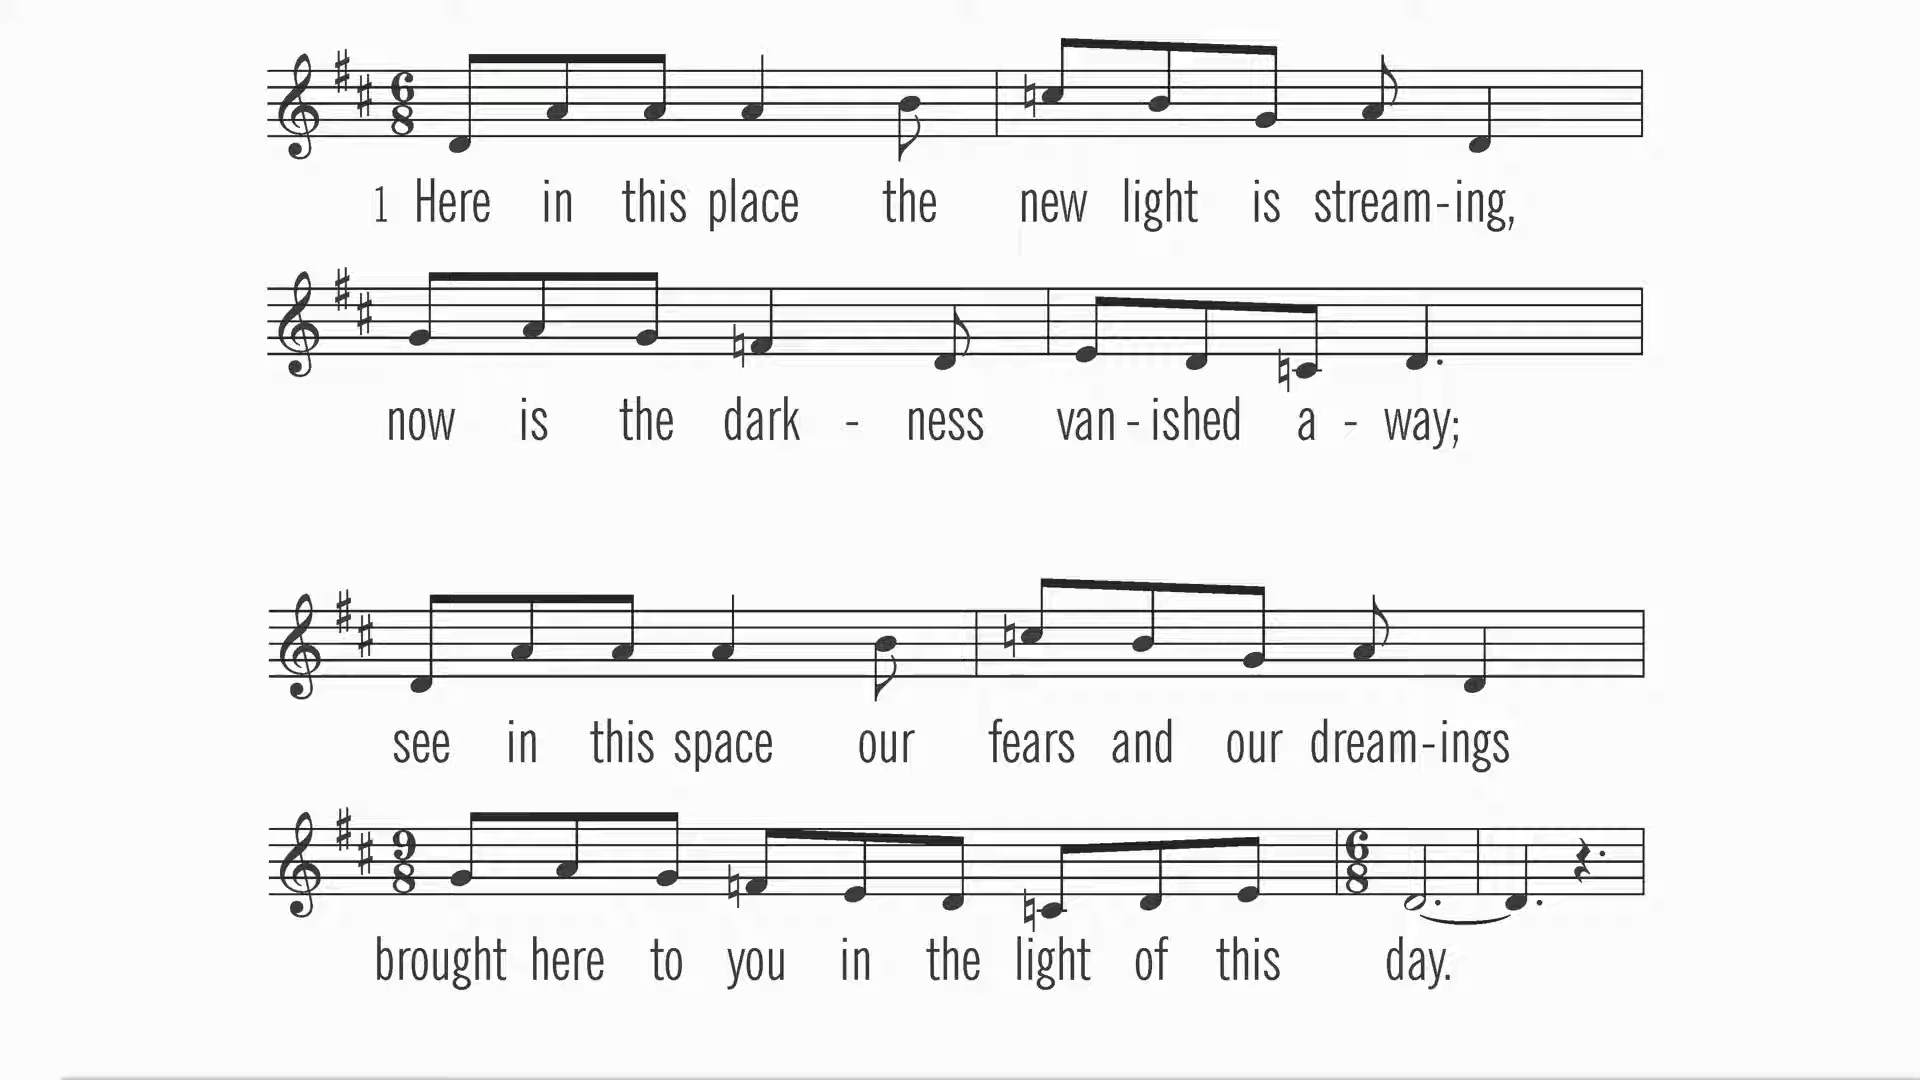 1 Here in this place the new light is stream-ing,
now is the dark - ness van-ished a - way;
see in this space our fears and our dream-ings
brought here to you in the light of this day.